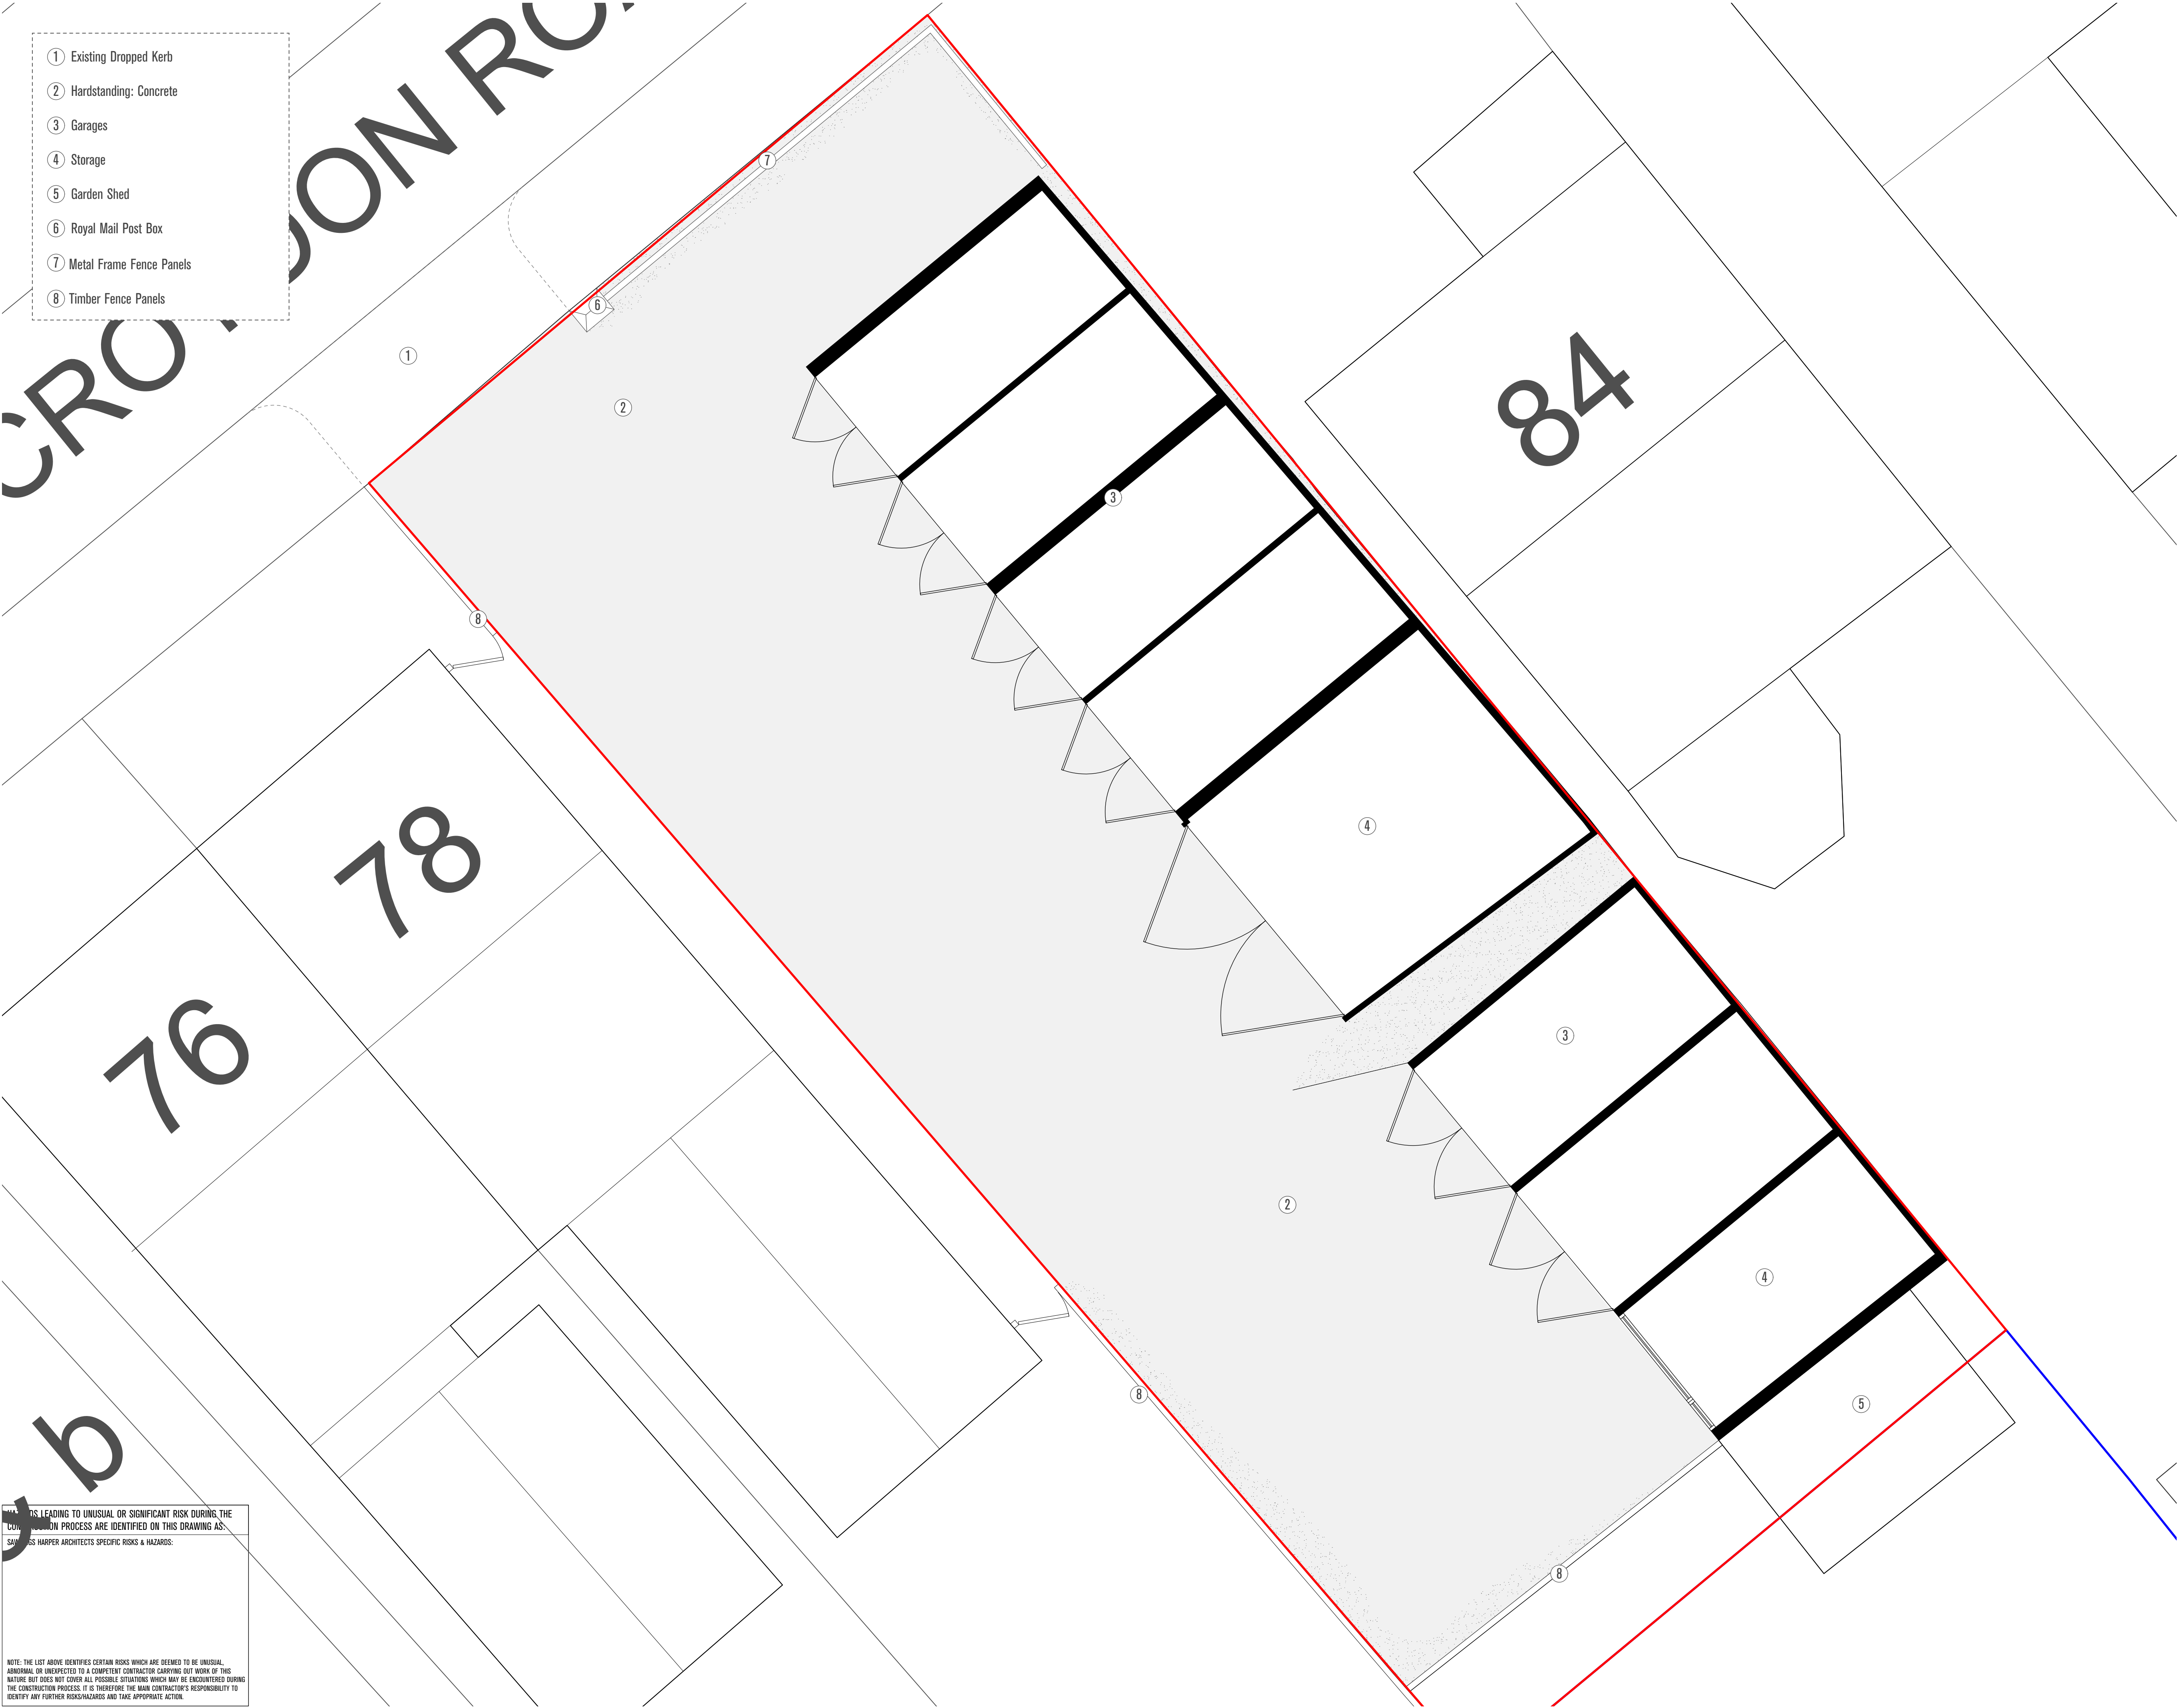 1 Existing Dropped Kerb
2 Hardstanding: Concrete
3 Garages
4 Storage
5 Garden Shed
6 Royal Mail Post Box
7 Metal Frame Fence Panels
8 Timber Fence Panels
7
6
1
2
84
3
8
78
4
76
3
2
4
8
5
b
8
LEADING TO UNUSUAL OR SIGNIFICANT RISK DURING THE
PROCESS ARE IDENTIFIED ON THIS DRAWING AS:
HARPER ARCHITECTS SPECIFIC RISKS & HAZARDS:
NOTE: THE LIST ABOVE IDENTIFIES CERTAIN RISKS WHICH ARE DEEMED TO BE UNUSUAL,
ABNORMAL OR UNEXPECTED TO A COMPETENT CONTRACTOR CARRYING OUT WORK OF THIS
NATURE BUT DOES NOT COVER ALL POSSIBLE SITUATIONS WHICH MAY BE ENCOUNTERED DURING
THE CONSTRUCTION PROCESS. IT IS THEREFORE THE MAIN CONTRACTOR'S RESPONSIBILITY TO
IDENTIFY ANY FURTHER RISKS/HAZARDS AND TAKE APPOPRIATE ACTION.